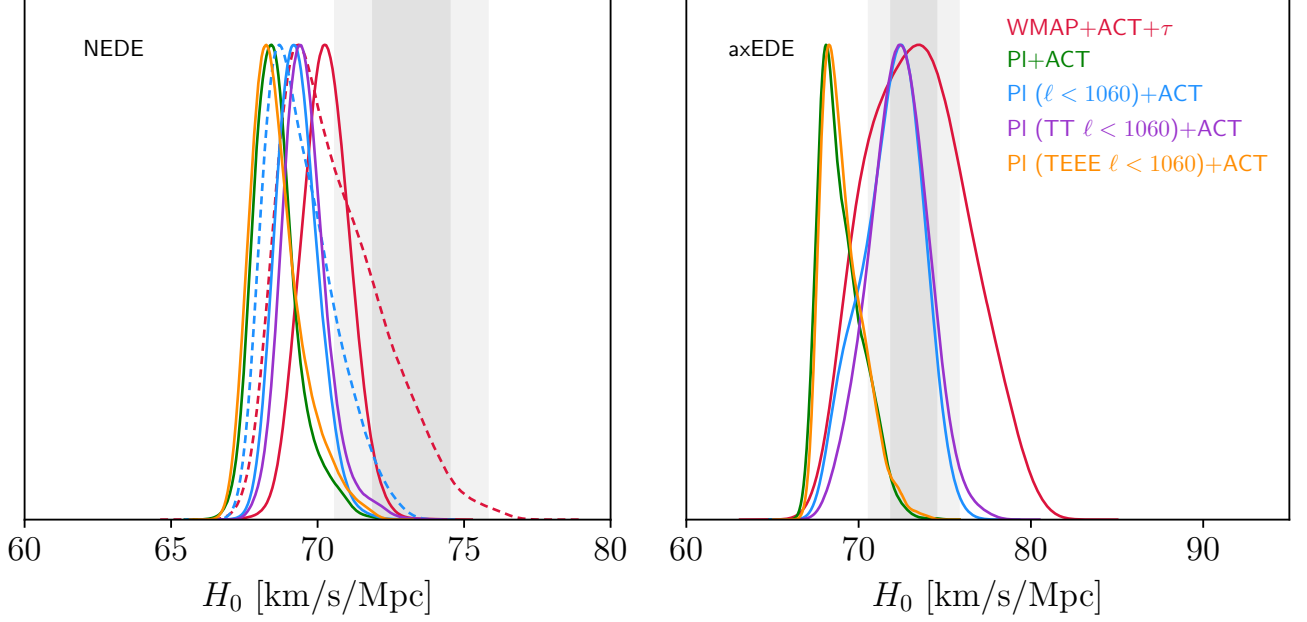 NEDE
60
65
70
75
80
H₀ [km/s/Mpc]
axEDE
WMAP+ACT+τ
Pl+ACT
Pl (ℓ < 1060)+ACT
Pl (TT ℓ < 1060)+ACT
Pl (TEEE ℓ < 1060)+ACT
60
70
80
90
H₀ [km/s/Mpc]